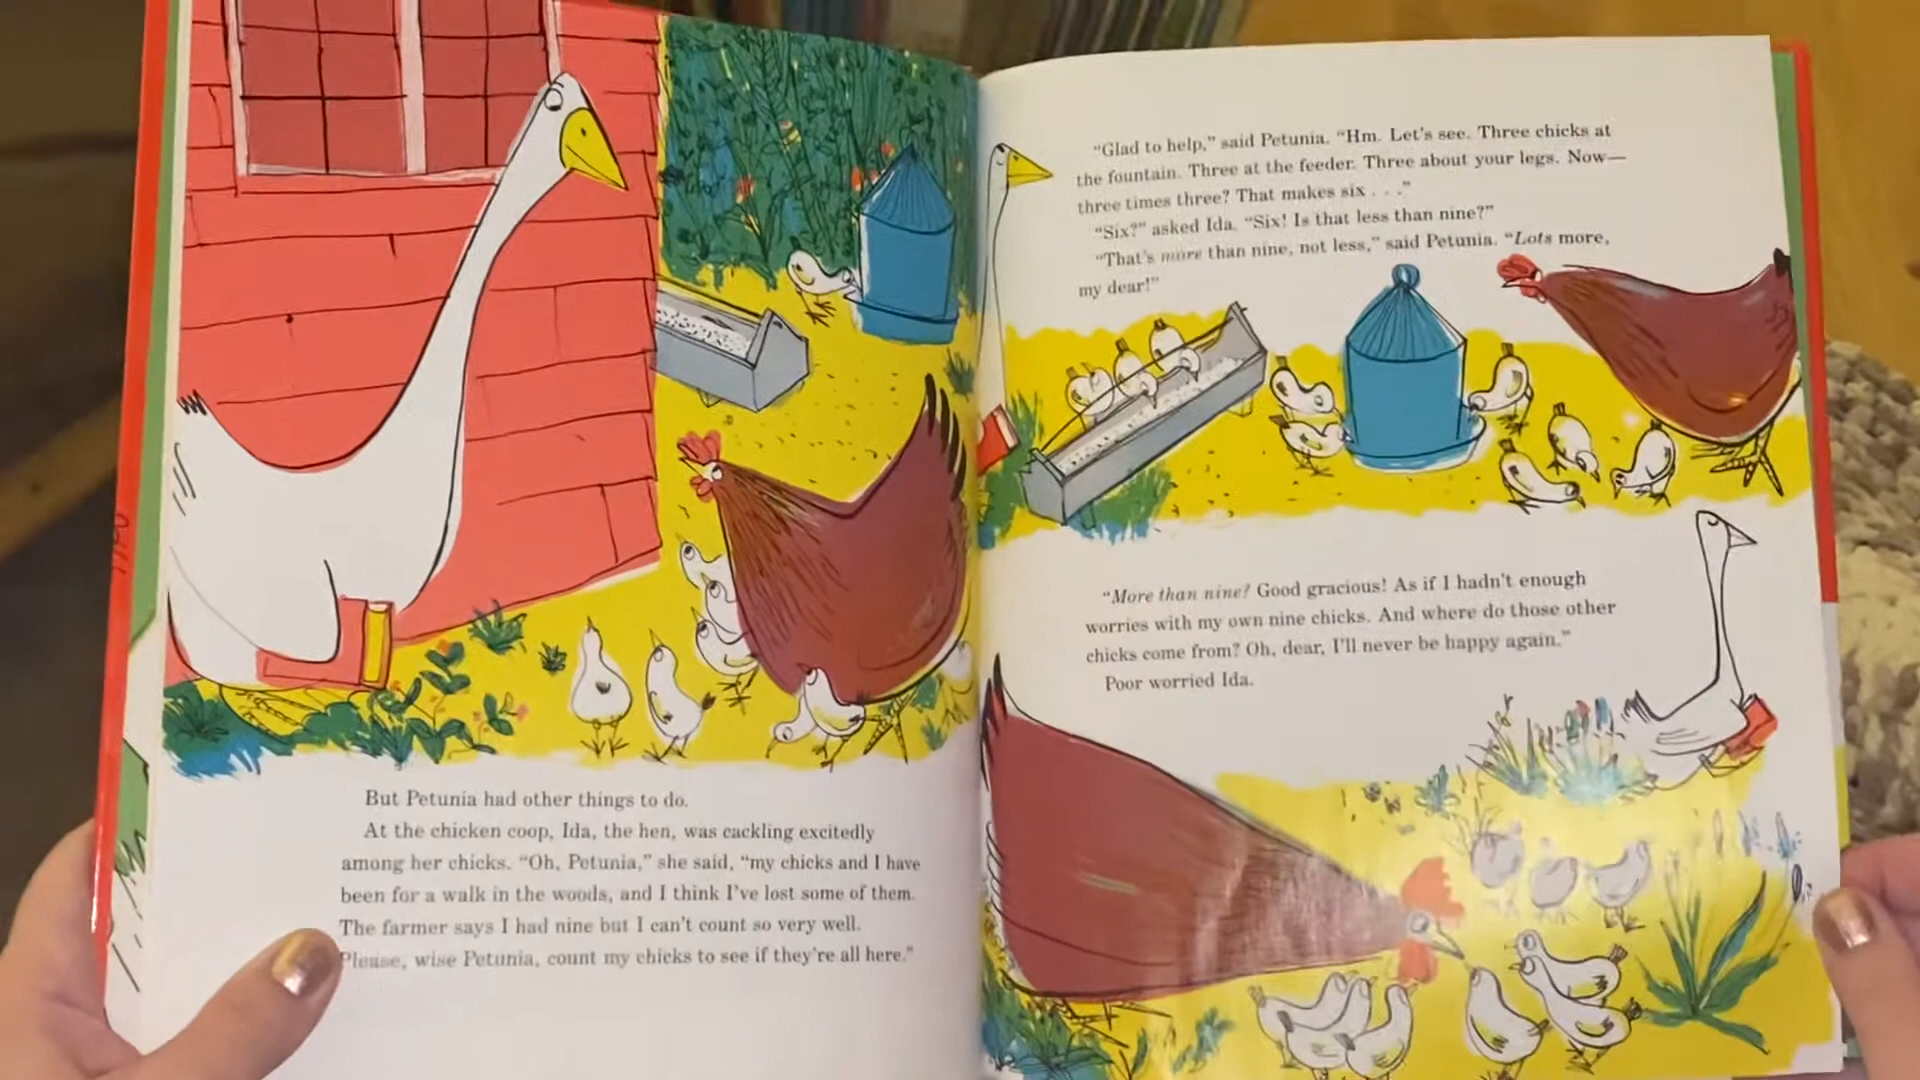 But Petunia had other things to do.
At the chicken coop, Ida, the hen, was cackling excitedly
among her chicks. “Oh, Petunia,” she said, “my chicks and I have
been for a walk in the woods, and I think I’ve lost some of them.
The farmer says I had nine but I can’t count so very well.
Please, wise Petunia, count my chicks to see if they’re all here.”
“Glad to help,” said Petunia. “Hm. Let’s see. Three chicks at
the fountain. Three at the feeder. Three about your legs. Now—
three times three? That makes six . . .”
“Six?” asked Ida. “Six! Is that less than nine?”
“That’s more than nine, not less,” said Petunia. “Lots more,
my dear!”
“More than nine? Good gracious! As if I hadn’t enough
worries with my own nine chicks. And where do those other
chicks come from? Oh, dear, I’ll never be happy again.”
Poor worried Ida.